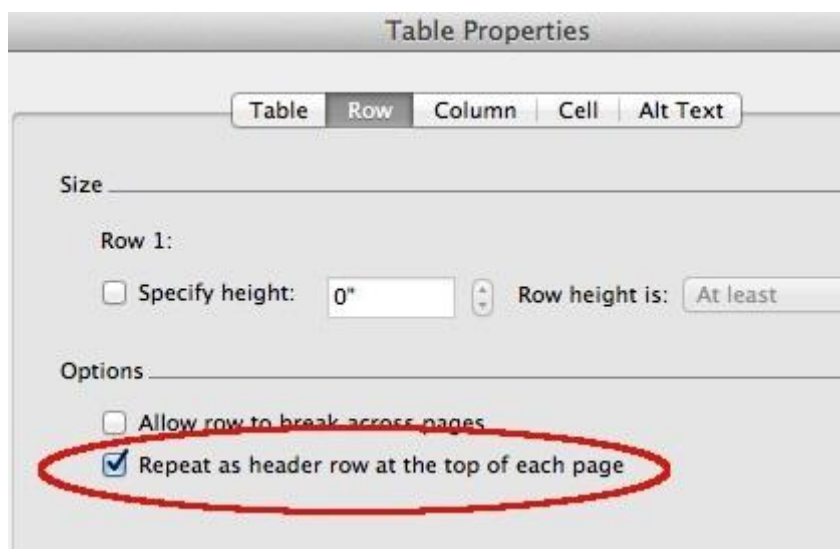 Table Properties
Table Row Column Cell Alt Text
Size
Row 1:
Specify height: 0" Row height is: At least
Options
Allow row to break across pages
Repeat as header row at the top of each page